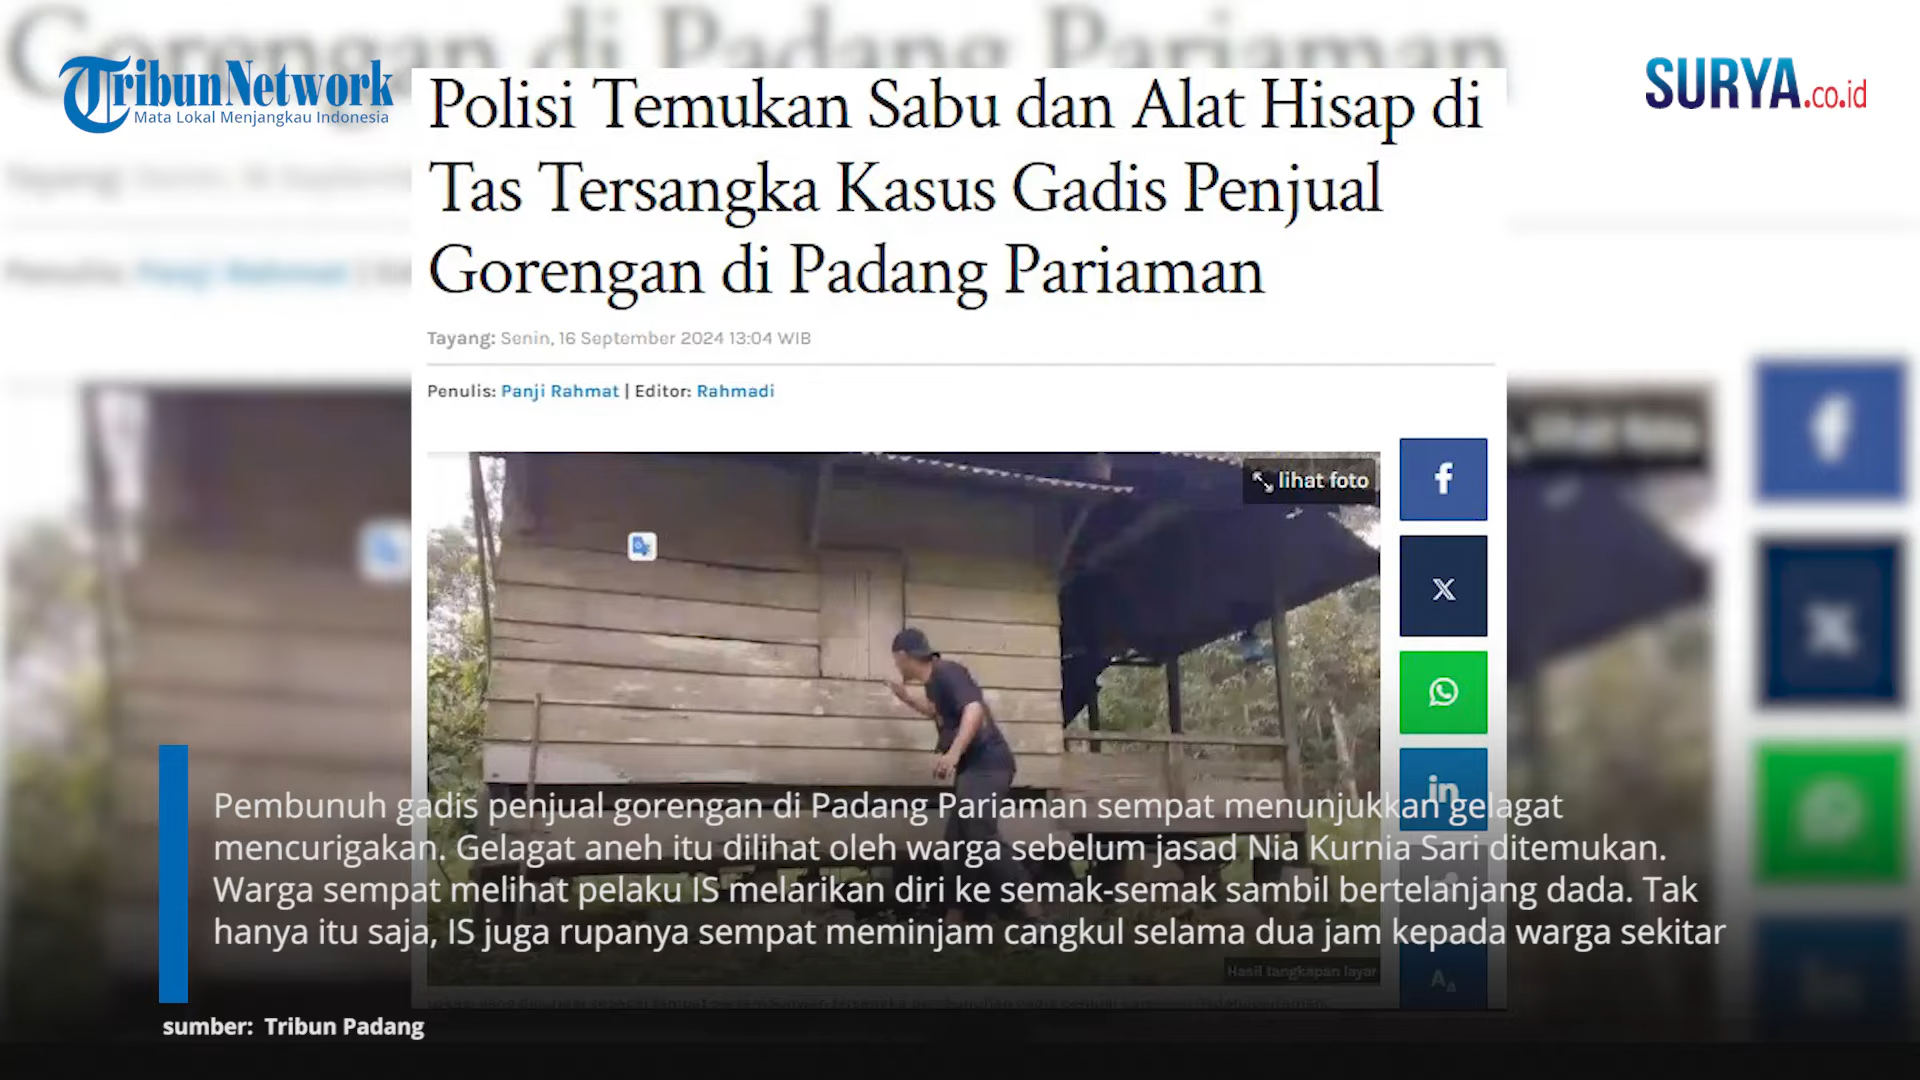 Gorengan di Padang Pariaman
TribunNetwork
Mata Lokal Menjangkau Indonesia
SURYA.co.id
Polisi Temukan Sabu dan Alat Hisap di
Tas Tersangka Kasus Gadis Penjual
Gorengan di Padang Pariaman
Tayang: Senin, 16 September 2024 13:04 WIB
Penulis: Panji Rahmat | Editor: Rahmadi
lihat foto
Pembunuh gadis penjual gorengan di Padang Pariaman sempat menunjukkan gelagat
mencurigakan. Gelagat aneh itu dilihat oleh warga sebelum jasad Nia Kurnia Sari ditemukan.
Warga sempat melihat pelaku IS melarikan diri ke semak-semak sambil bertelanjang dada. Tak
hanya itu saja, IS juga rupanya sempat meminjam cangkul selama dua jam kepada warga sekitar
Hasil tangkapan layar
sumber: Tribun Padang